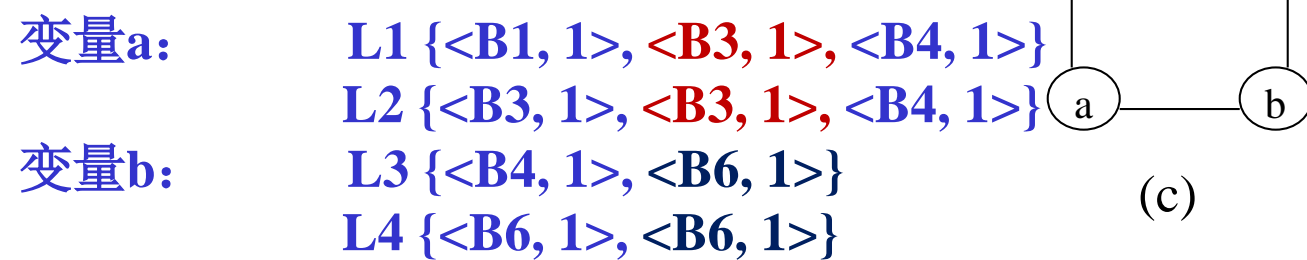 变量a： L1 {<B1, 1>, <B3, 1>, <B4, 1>}
L2 {<B3, 1>, <B3, 1>, <B4, 1>}
变量b： L3 {<B4, 1>, <B6, 1>}
L4 {<B6, 1>, <B6, 1>}
a b
(c)